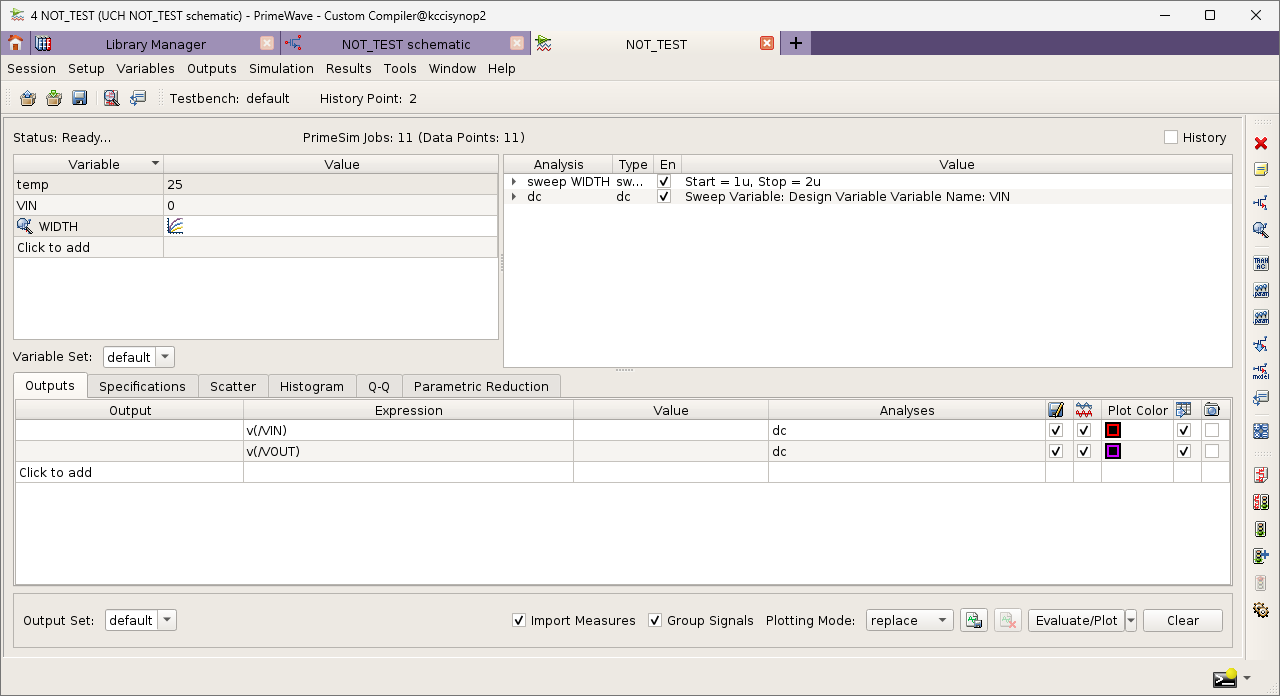 4 NOT_TEST (UCH NOT_TEST schematic) - PrimeWave - Custom Compiler@kccisynop2
Library Manager NOT_TEST schematic NOT_TEST
Session Setup Variables Outputs Simulation Results Tools Window Help
Testbench: default History Point: 2
Status: Ready... PrimeSim Jobs: 11 (Data Points: 11) History
Variable Value
temp 25
VIN 0
WIDTH
Click to add
Analysis Type En Value
sweep WIDTH sw... Start = 1u, Stop = 2u
dc dc Sweep Variable: Design Variable Variable Name: VIN
Variable Set: default
Outputs Specifications Scatter Histogram Q-Q Parametric Reduction
Output Expression Value Analyses Plot Color
v(/VIN) dc
v(/VOUT) dc
Click to add
Output Set: default Import Measures Group Signals Plotting Mode: replace Evaluate/Plot Clear
TRAN
AC
param
param
model